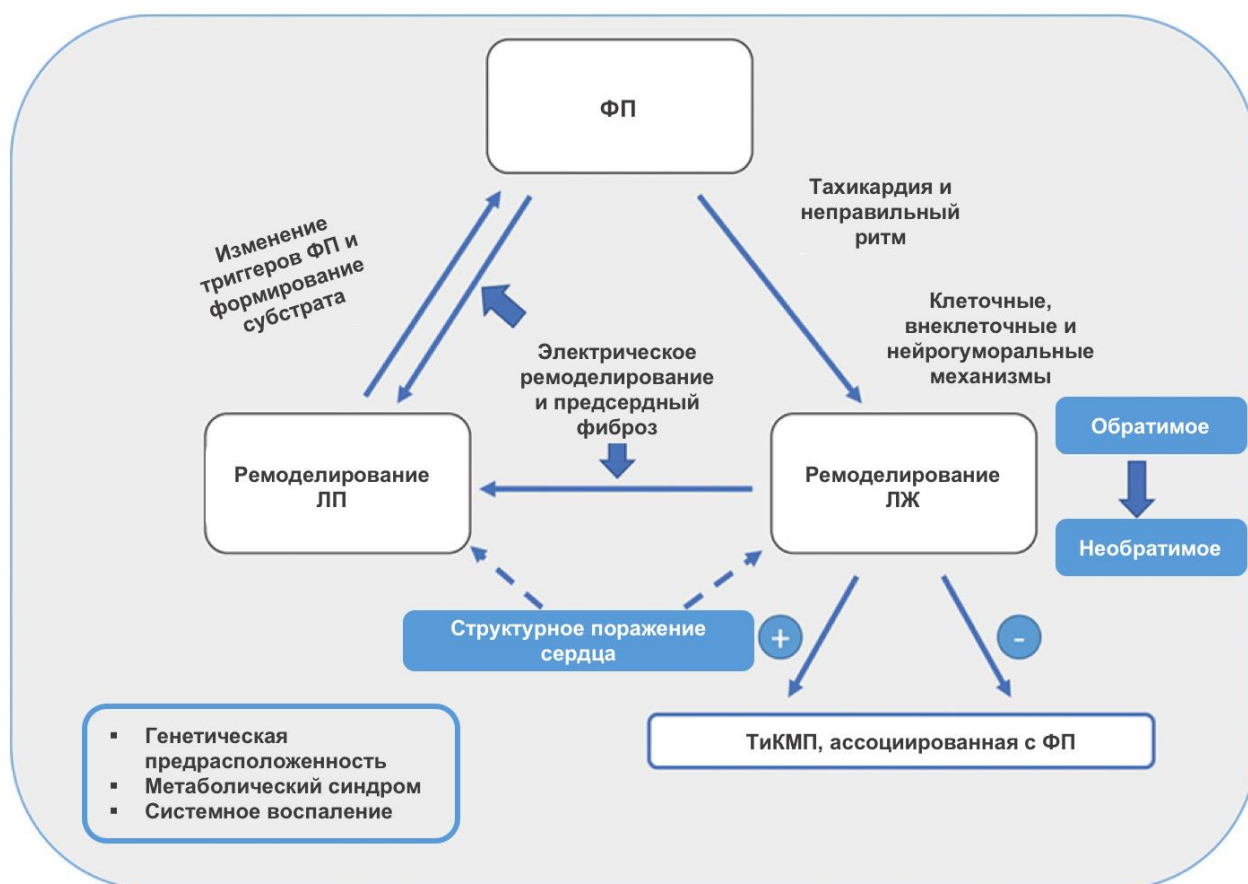 ФП
Тахикардия и
неправильный
ритм
Изменение
триггеров ФП и
формирование
субстрата
Клеточные,
внеклеточные и
нейрогуморальные
механизмы
Электрическое
ремоделирование
и предсердный
фиброз
Ремоделирование
ЛП
Ремоделирование
ЛЖ
Обратимое
Необратимое
Структурное поражение
сердца
+
-
ТиКМП, ассоциированная с ФП
▪ Генетическая
предрасположенность
▪ Метаболический синдром
▪ Системное воспаление